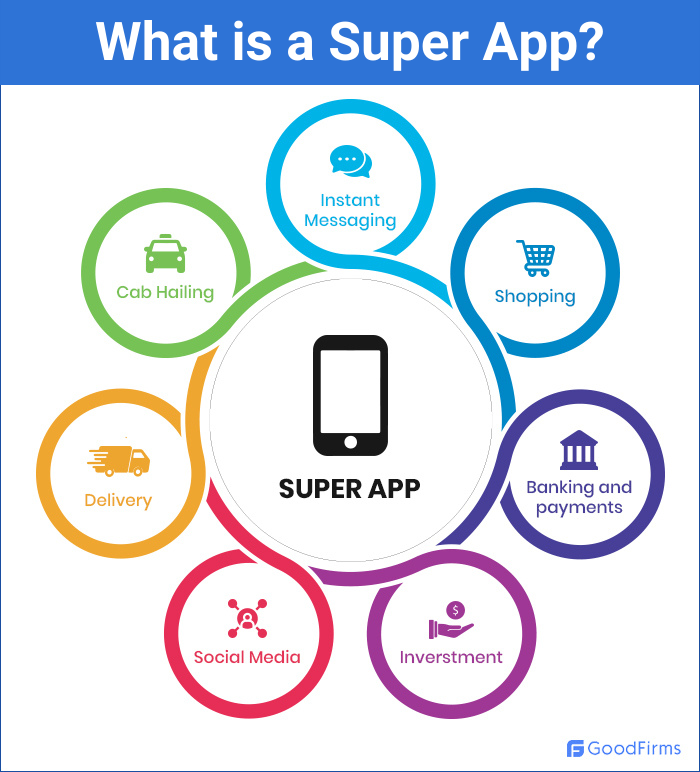 What is a Super App?
Instant
Messaging
Cab Hailing
Shopping
SUPER APP
Delivery
Banking and
payments
Social Media
Inverstment
$
GoodFirms